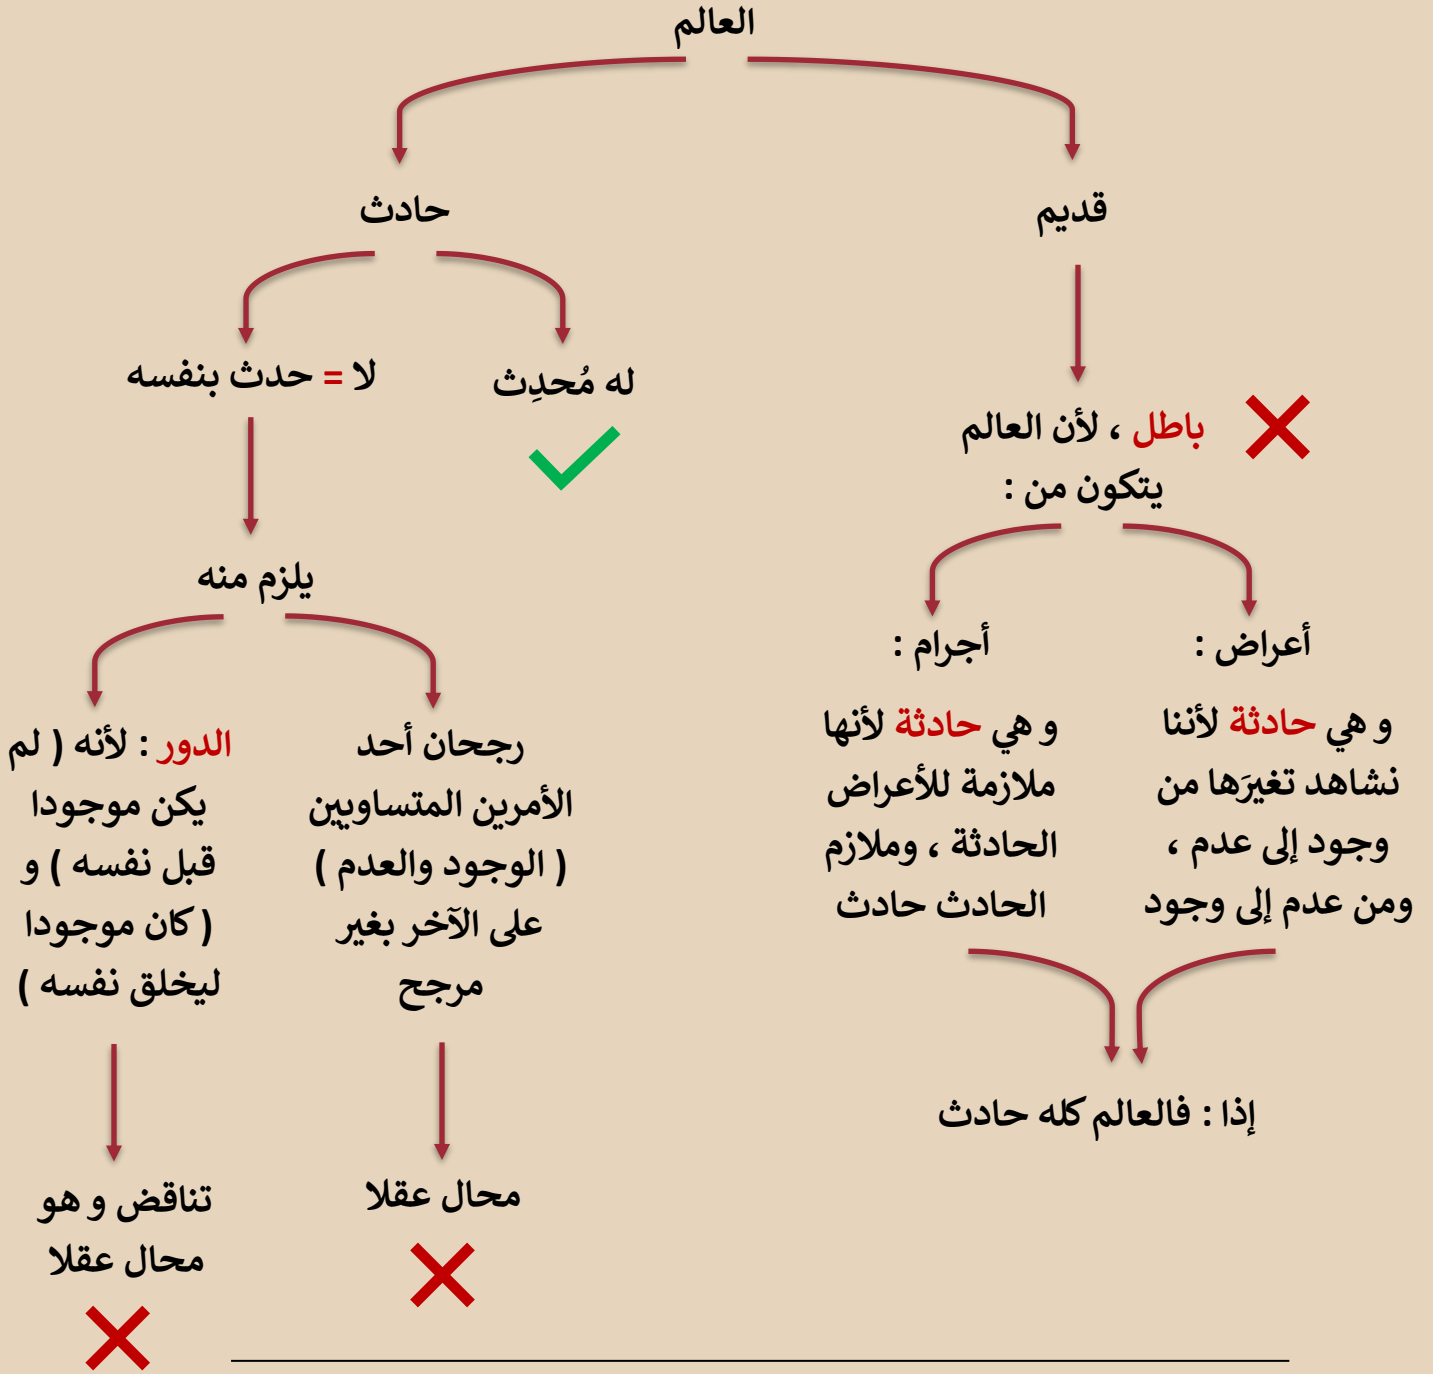 العالم
قديم
حادث
له مُحدِث
لا = حدث بنفسه
باطل ، لأن العالم
يتكون من :
يلزم منه
أعراض :
و هي حادثة لأننا
نشاهد تغيرَها من
وجود إلى عدم ،
ومن عدم إلى وجود
أجرام :
و هي حادثة لأنها
ملازمة للأعراض
الحادثة ، وملازم
الحادث حادث
إذا : فالعالم كله حادث
رجحان أحد
الأمرين المتساويين
( الوجود والعدم )
على الآخر بغير
مرجح
محال عقلا
الدور : لأنه ( لم
يكن موجودا
قبل نفسه ) و
( كان موجودا
ليخلق نفسه )
تناقض و هو
محال عقلا